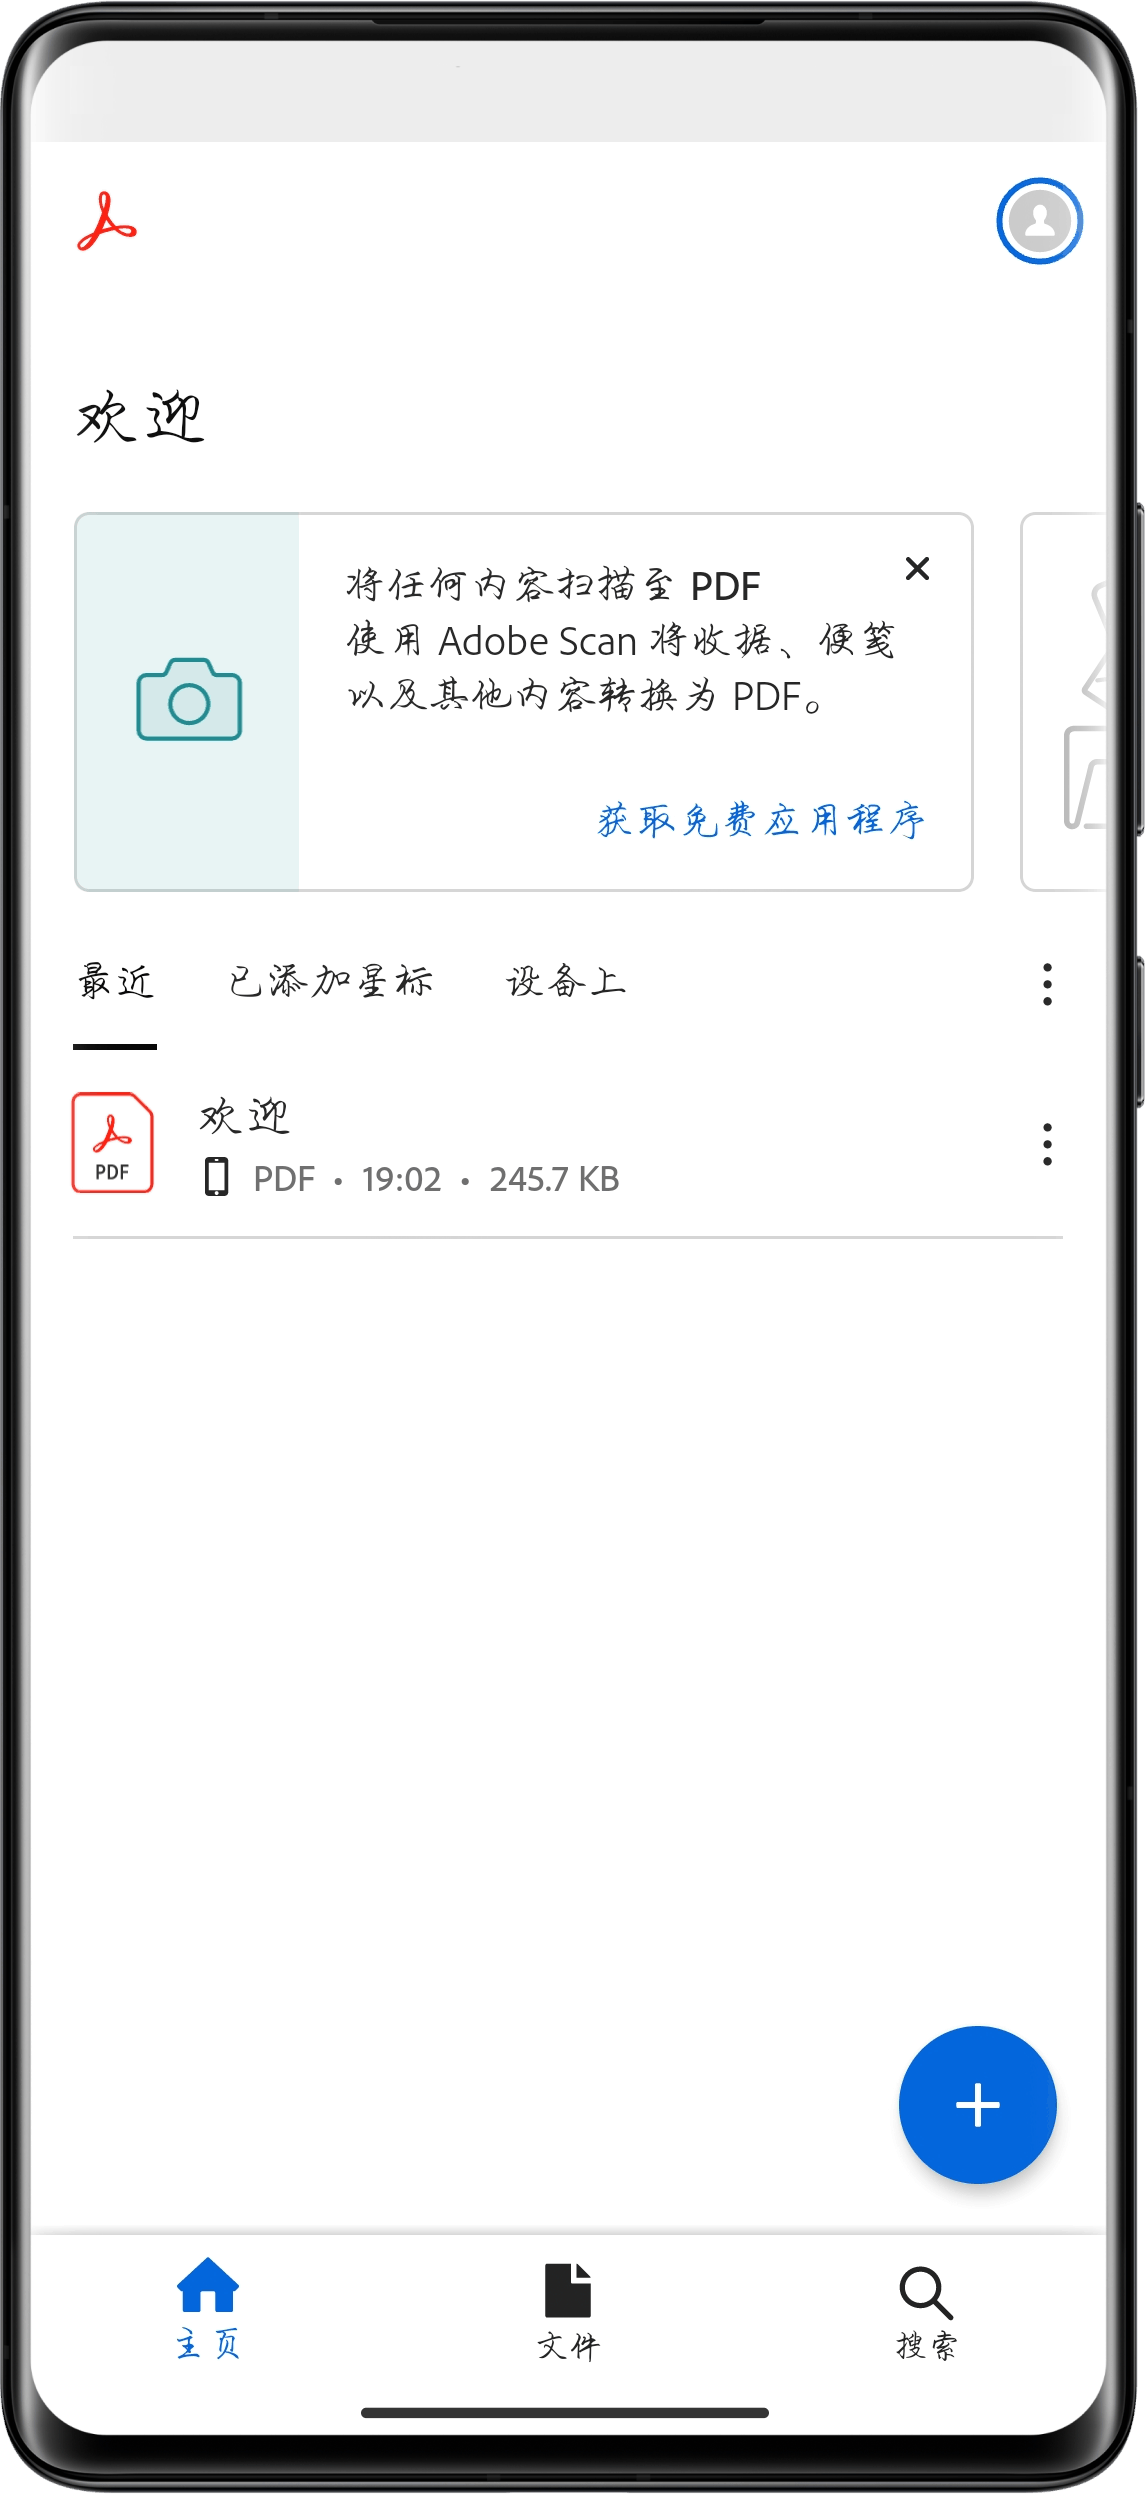 欢迎
将任何内容扫描至 PDF
使用 Adobe Scan 将收据、便笺
以及其他内容转换为 PDF。
获取免费应用程序
最近 已添加星标 设备上
欢迎
PDF
PDF • 19:02 • 245.7 KB
主页 文件 搜索